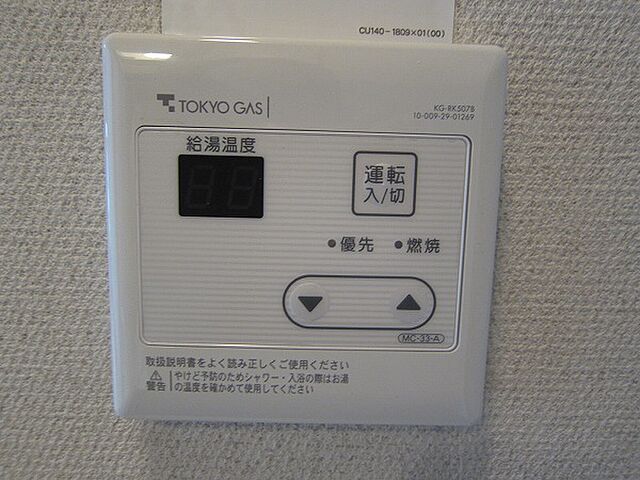 CU140-1809×01(00)
TOKYO GAS
KG-RK507B
10-009-29-01269
給湯温度
運転
入/切
優先
燃焼
MC-33-A
取扱説明書をよく読み正しくご使用ください
警告
やけど予防のためシャワー・入浴の際はお湯
の温度を確かめて使用してください